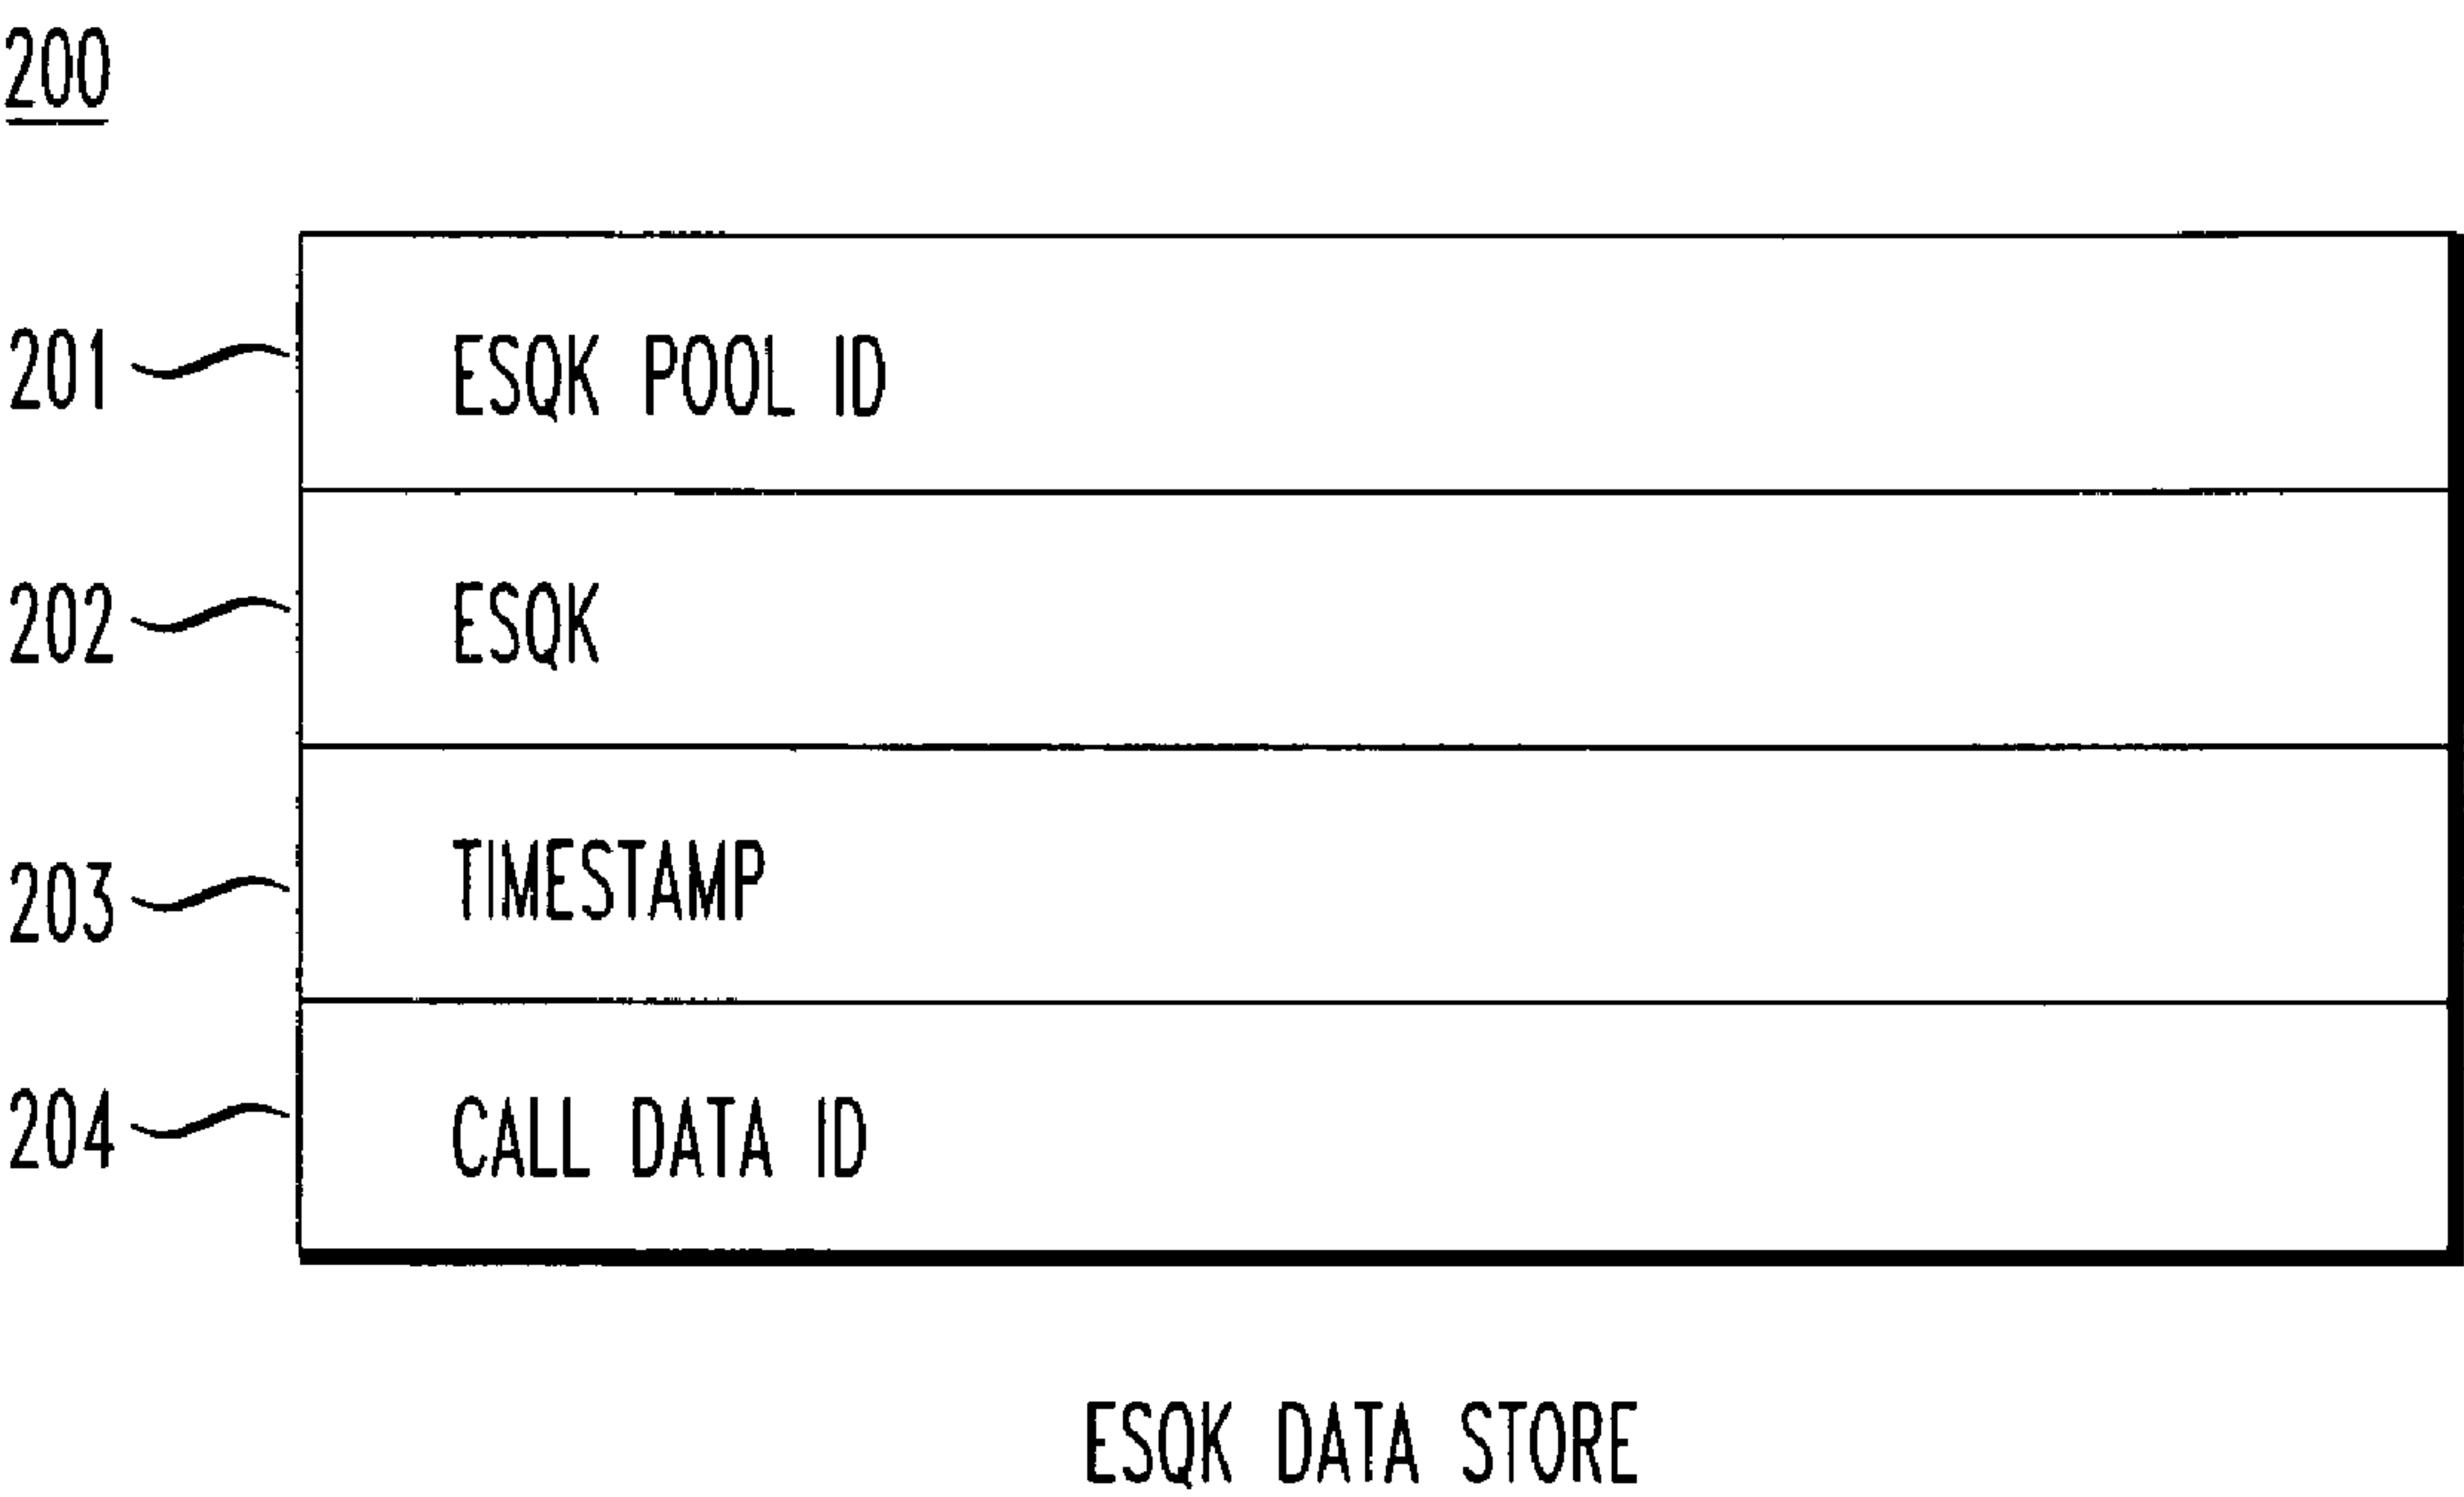 200
201 ESQK POOL ID
202 ESQK
203 TIMESTAMP
204 CALL DATA ID
ESQK DATA STORE